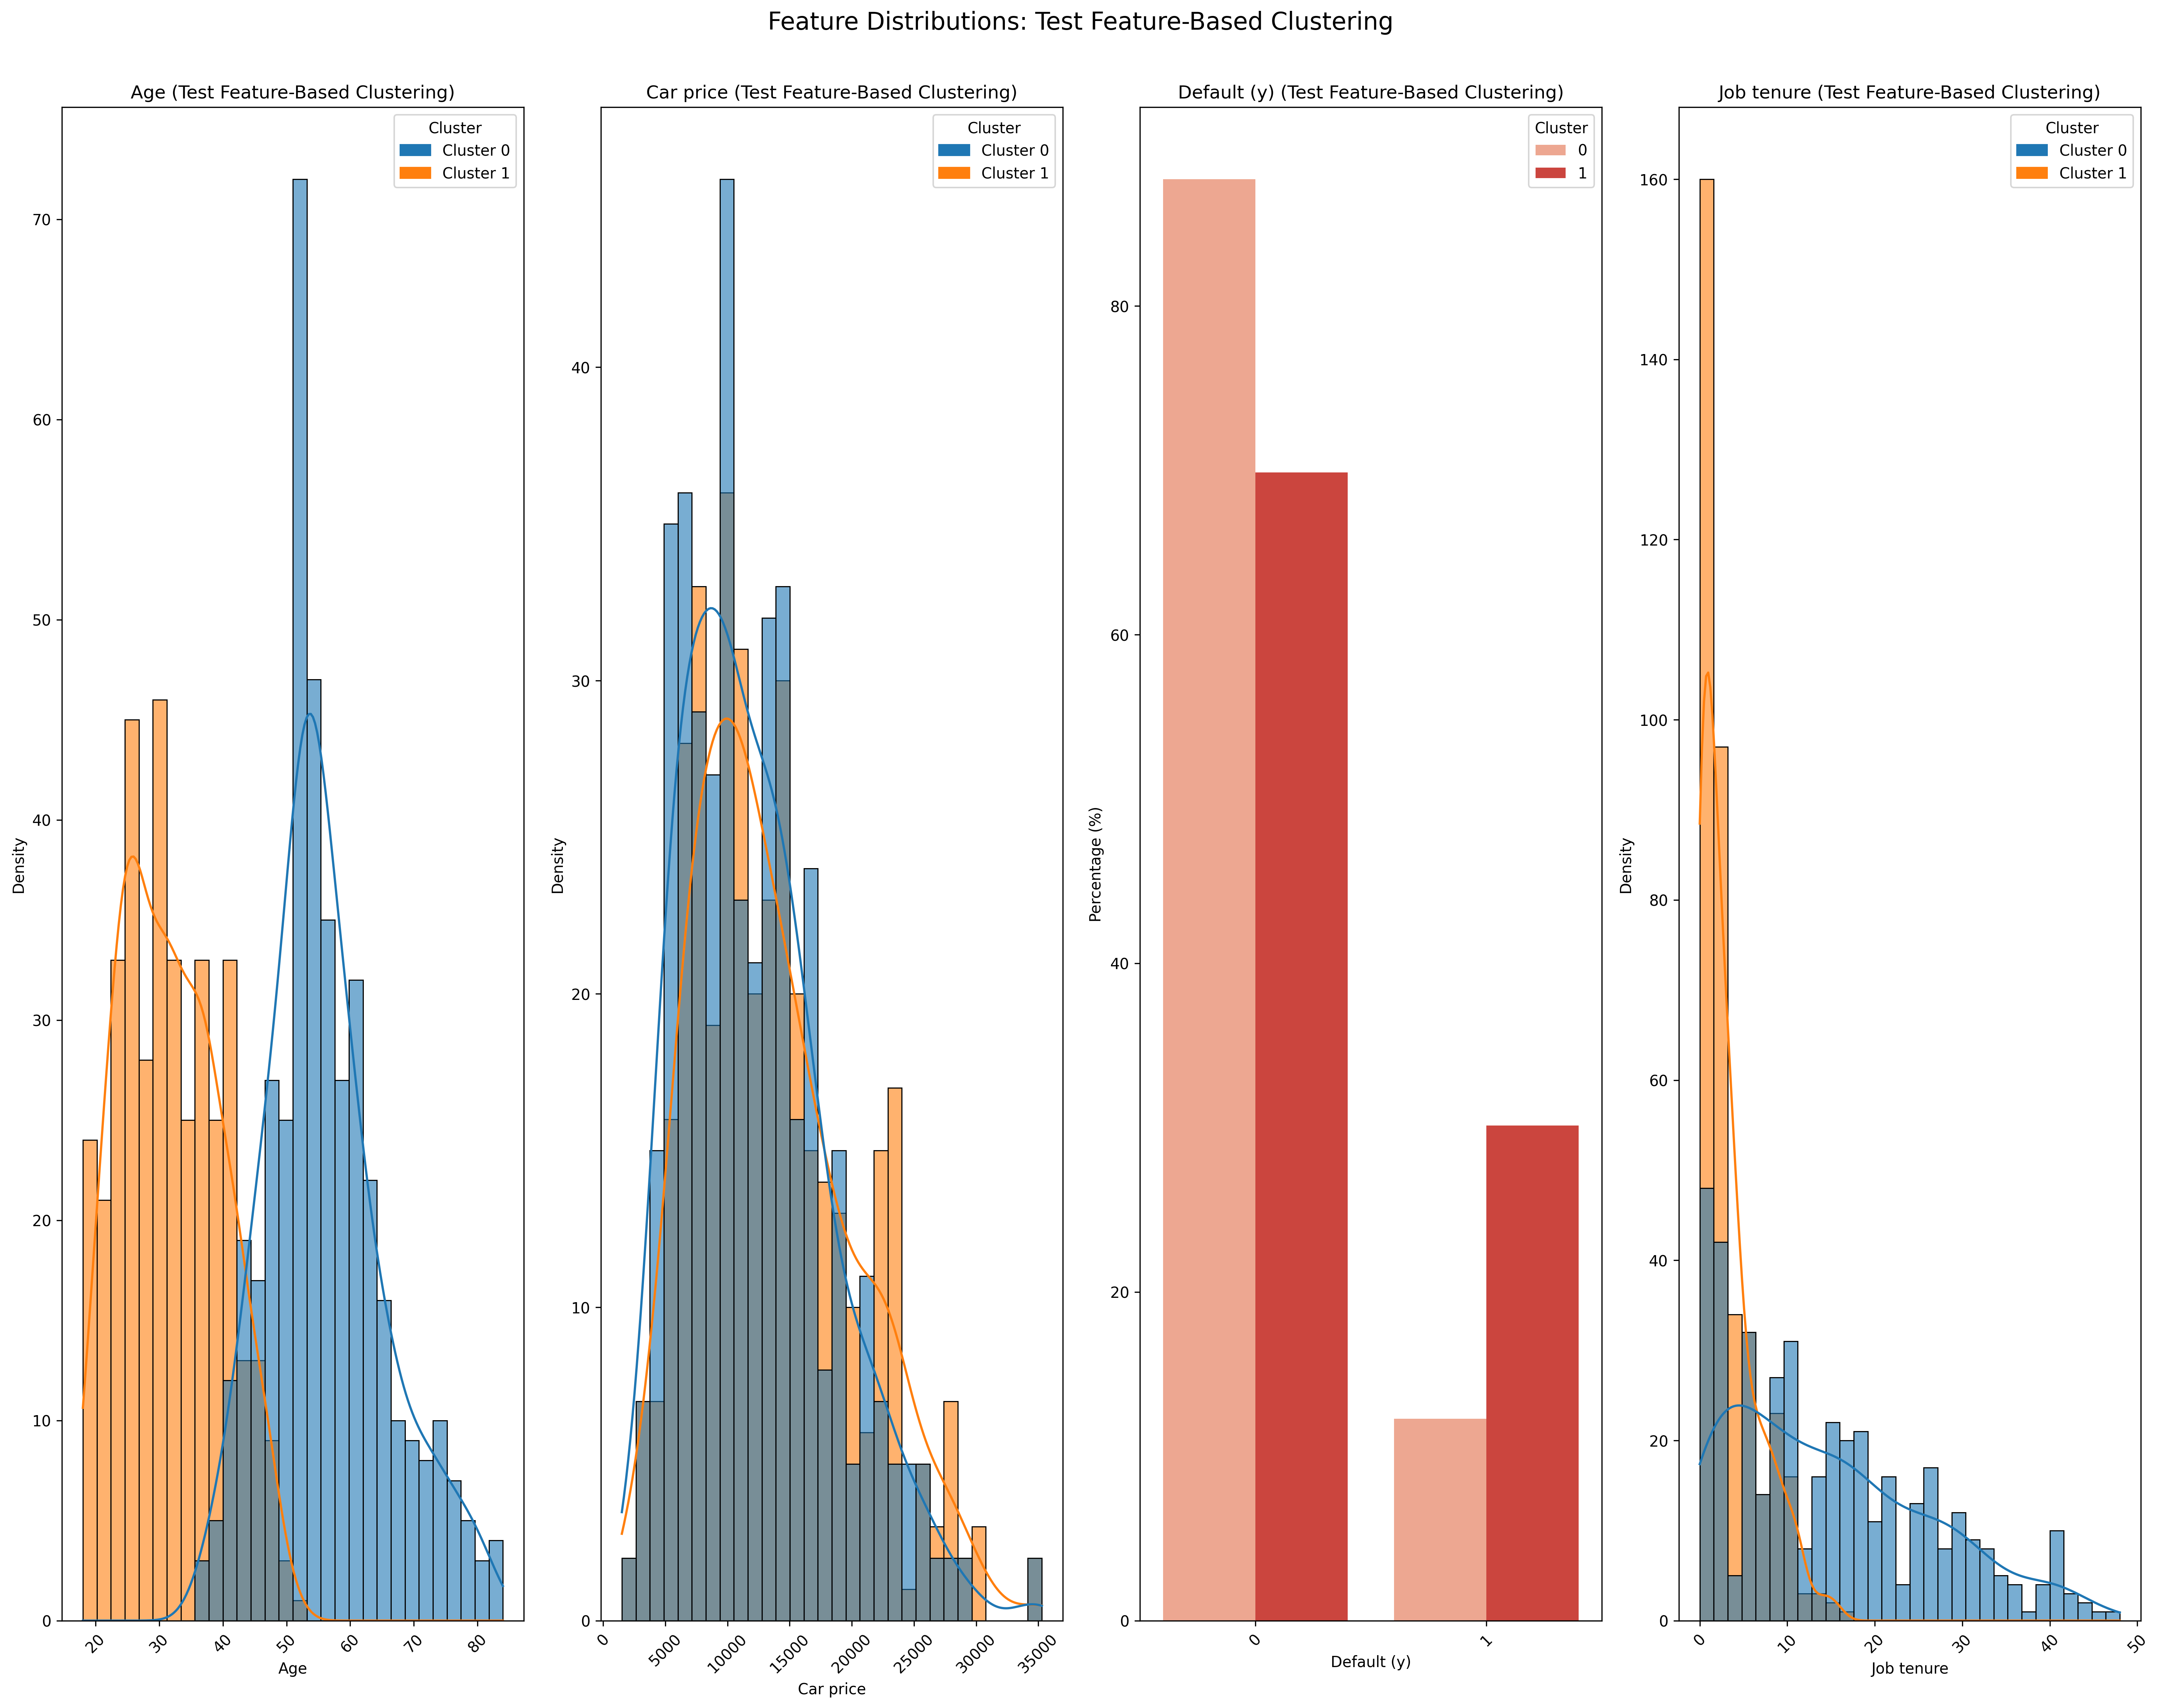 Feature Distributions: Test Feature-Based Clustering
Age (Test Feature-Based Clustering)
Cluster
Cluster 0
Cluster 1
Density
70
60
50
40
30
20
10
0
20
30
40
50
60
70
80
Age
Car price (Test Feature-Based Clustering)
Cluster
Cluster 0
Cluster 1
Density
40
30
20
10
0
0
5000
10000
15000
20000
25000
30000
35000
Car price
Default (y) (Test Feature-Based Clustering)
Cluster
0
1
Percentage (%)
80
60
40
20
0
0
1
Default (y)
Job tenure (Test Feature-Based Clustering)
Cluster
Cluster 0
Cluster 1
Density
160
140
120
100
80
60
40
20
0
0
10
20
30
40
50
Job tenure